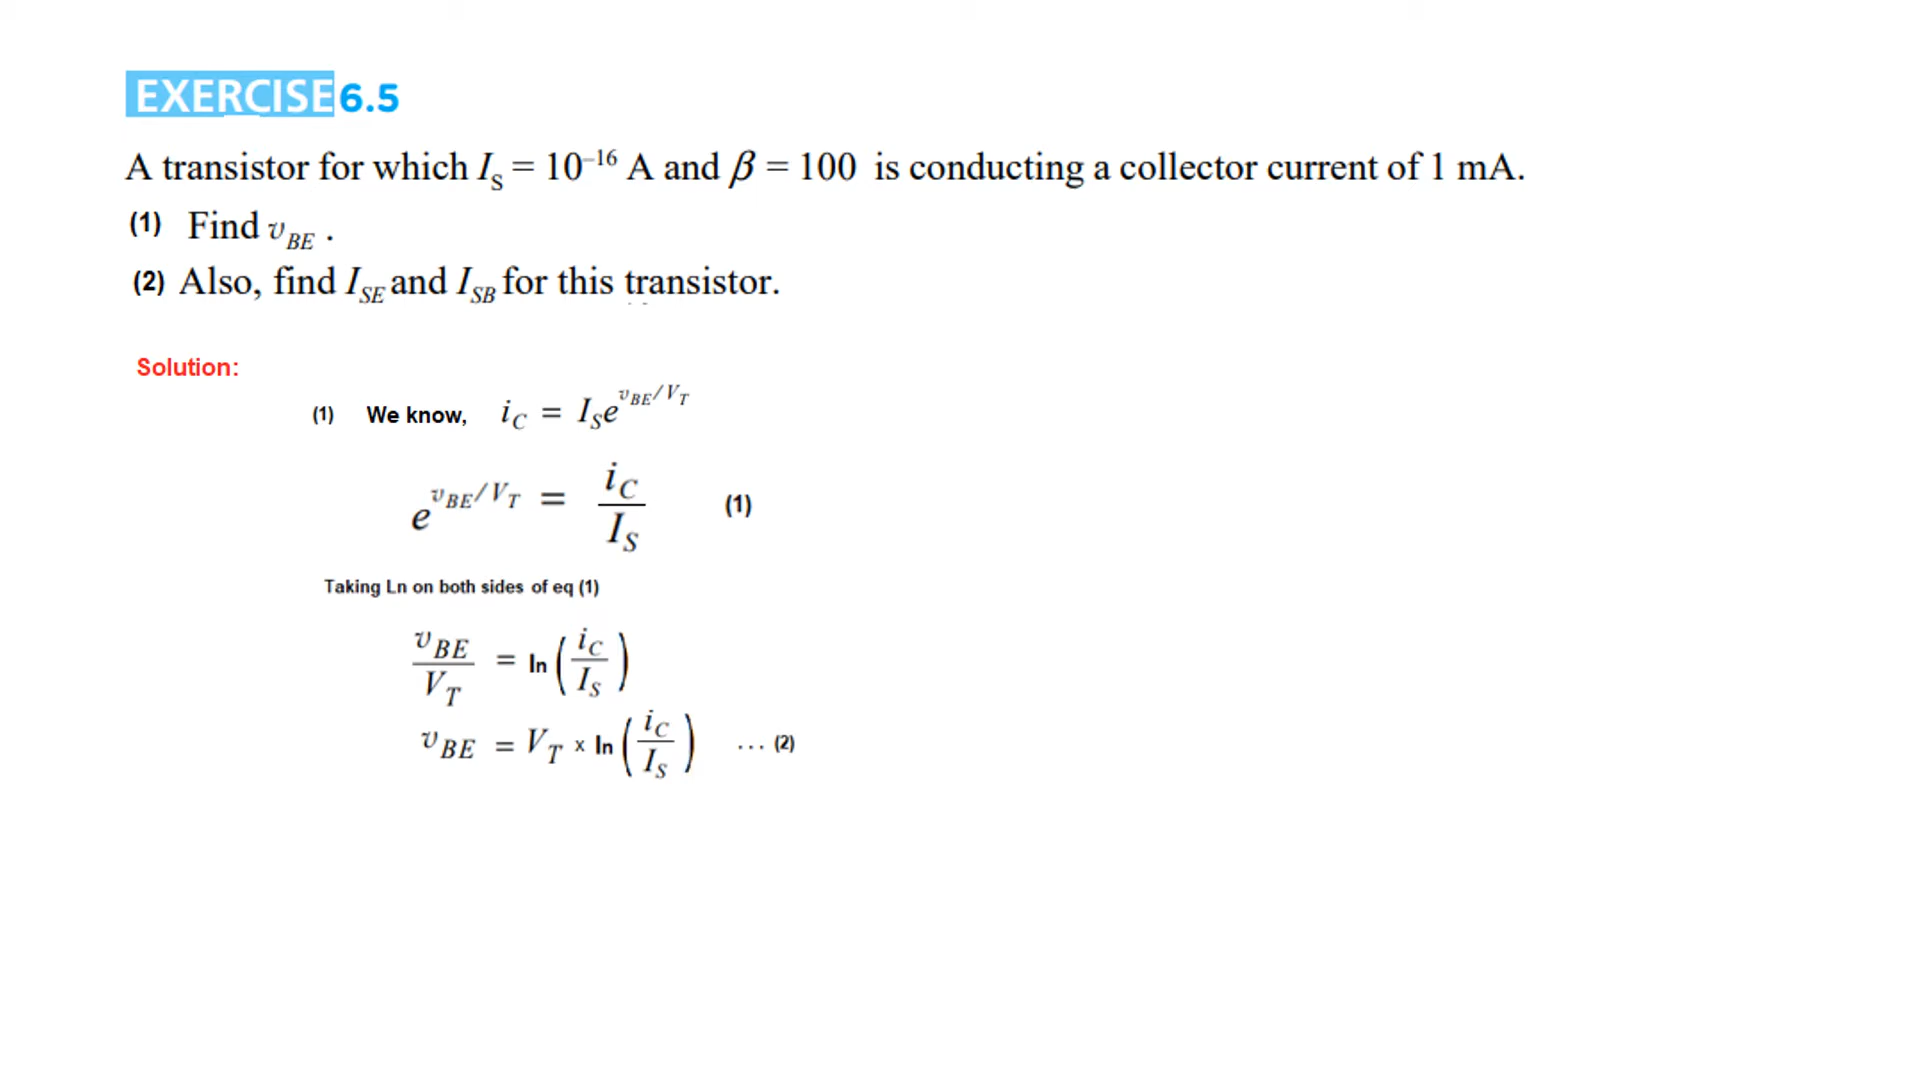 EXERCISE 6.5
A transistor for which I_S = 10^–16 A and β = 100 is conducting a collector current of 1 mA.
(1) Find v_BE .
(2) Also, find I_SE and I_SB for this transistor.
Solution:
(1) We know, i_C = I_S e^{v_BE/V_T}
e^{v_BE/V_T} = i_C / I_S (1)
Taking Ln on both sides of eq (1)
v_BE / V_T = ln ( i_C / I_S )
v_BE = V_T x ln ( i_C / I_S ) ... (2)